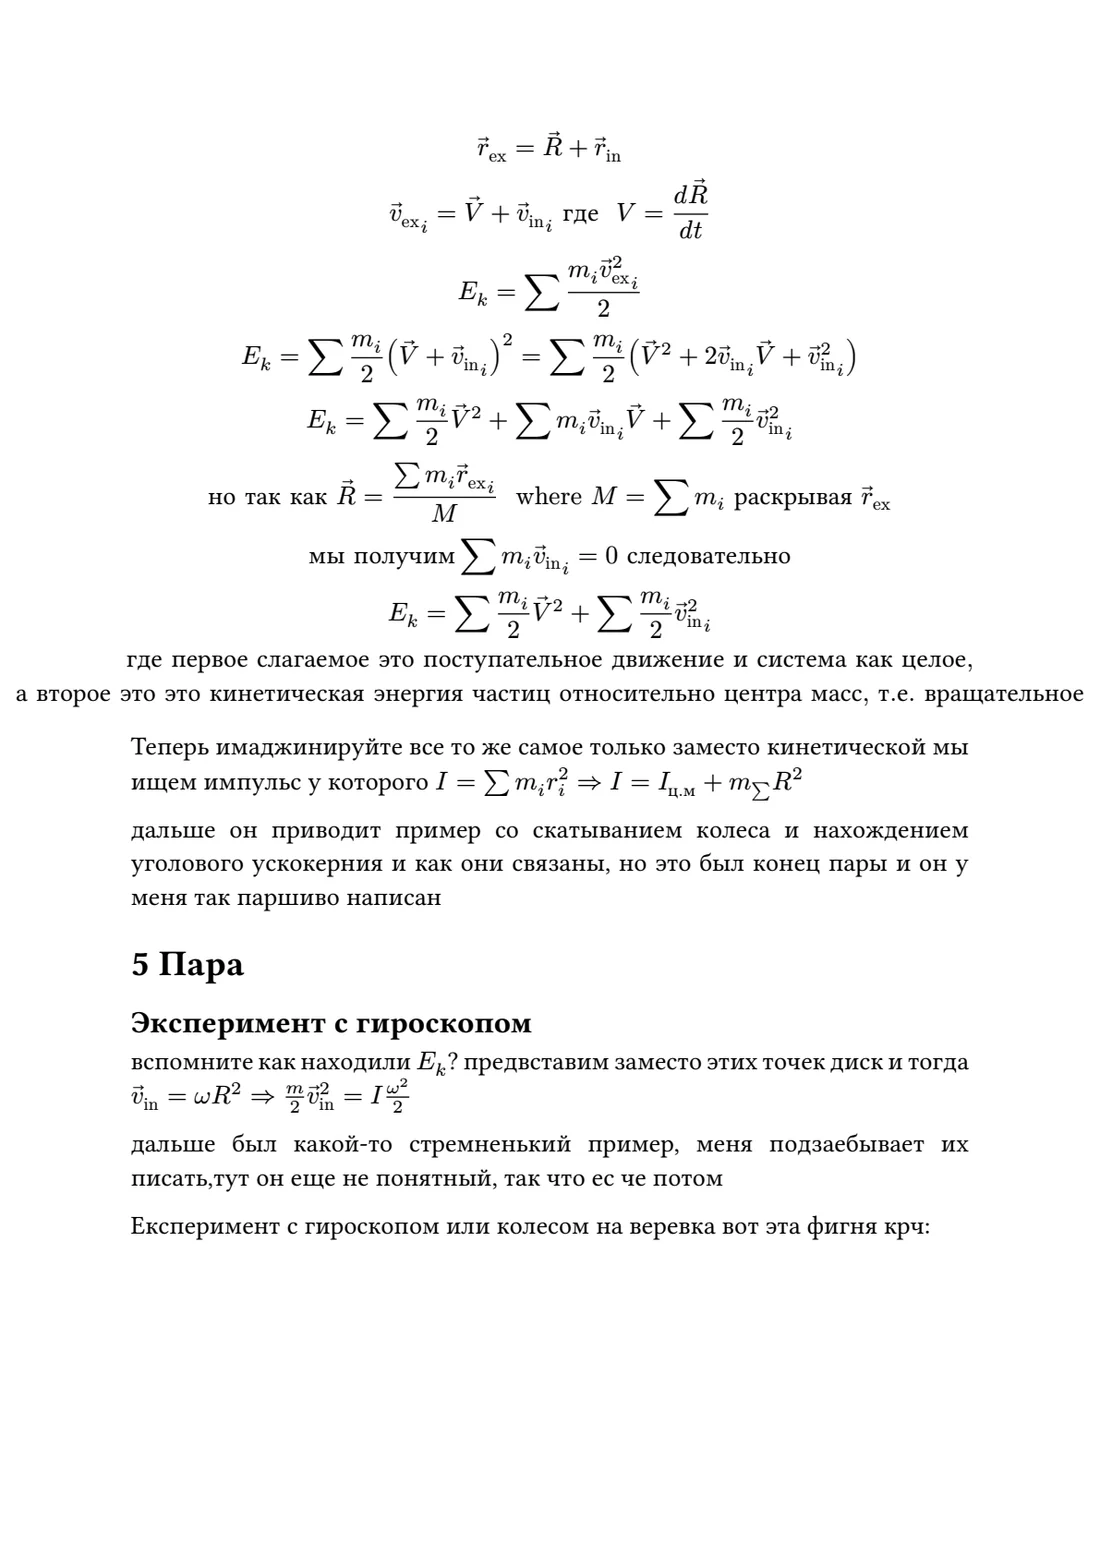 r⃗_ex = R⃗ + r⃗_in
v⃗_ex_i = V⃗ + v⃗_in_i где V = dR⃗/dt
E_k = ∑ m_i v⃗²_ex_i / 2
E_k = ∑ m_i/2 (V⃗ + v⃗_in_i)² = ∑ m_i/2 (V⃗² + 2v⃗_in_i V⃗ + v⃗²_in_i)
E_k = ∑ m_i/2 V⃗² + ∑ m_i v⃗_in_i V⃗ + ∑ m_i/2 v⃗²_in_i
но так как R⃗ = ∑ m_i r⃗_ex_i / M where M = ∑ m_i раскрывая r⃗_ex
мы получим ∑ m_i v⃗_in_i = 0 следовательно
E_k = ∑ m_i/2 V⃗² + ∑ m_i/2 v⃗²_in_i
где первое слагаемое это поступательное движение и система как целое,
а второе это это кинетическая энергия частиц относительно центра масс, т.е. вращательное
Теперь имаджинируйте все то же самое только заместо кинетической мы
ищем импульс у которого I = ∑ m_i r_i² ⇒ I = I_ц.м + m_∑ R²
дальше он приводит пример со скатыванием колеса и нахождением
уголового ускокерния и как они связаны, но это был конец пары и он у
меня так паршиво написан
5 Пара
Эксперимент с гироскопом
вспомните как находили E_k? предвставим заместо этих точек диск и тогда
v⃗_in = ωR² ⇒ m/2 v⃗²_in = I ω²/2
дальше был какой-то стремненький пример, меня подзаебывает их
писать,тут он еще не понятный, так что ес че потом
Експеримент с гироскопом или колесом на веревка вот эта фигня крч: